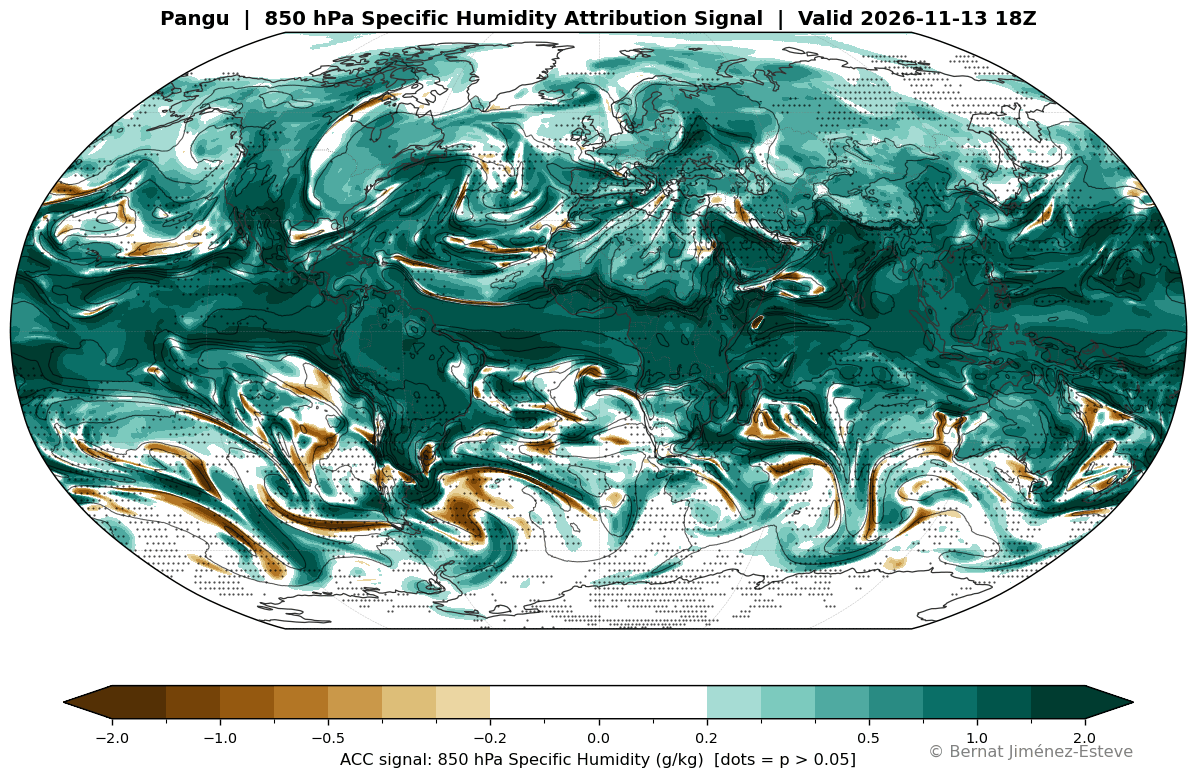 Pangu | 850 hPa Specific Humidity Attribution Signal | Valid 2026-11-13 18Z
−2.0 −1.0 −0.5 −0.2 0.0 0.2 0.5 1.0 2.0
ACC signal: 850 hPa Specific Humidity (g/kg) [dots = p > 0.05]
© Bernat Jiménez-Esteve